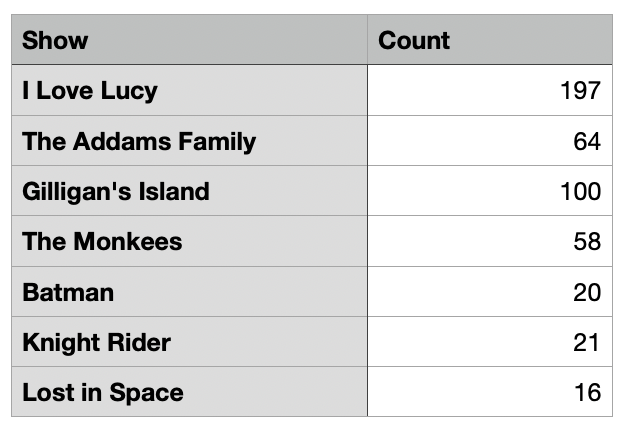 Show Count
I Love Lucy 197
The Addams Family 64
Gilligan's Island 100
The Monkees 58
Batman 20
Knight Rider 21
Lost in Space 16